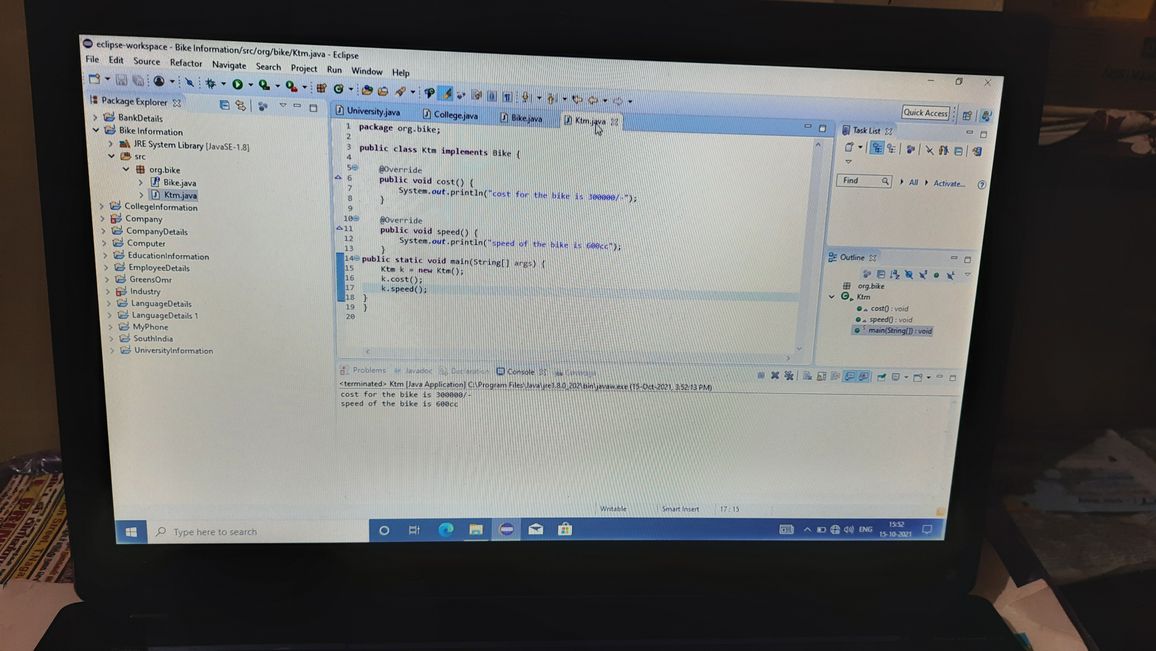 eclipse-workspace - Bike Information/src/org/bike/Ktm.java - Eclipse
File Edit Source Refactor Navigate Search Project Run Window Help
Quick Access
Package Explorer
BankDetails
Bike Information
JRE System Library [JavaSE-1.8]
src
org.bike
Bike.java
Ktm.java
CollegeInformation
Company
CompanyDetails
Computer
EducationInformation
EmployeeDetails
GreensOmr
Industry
LanguageDetails
LanguageDetails 1
MyPhone
SouthIndia
UniversityInformation
University.java College.java Bike.java Ktm.java
1 package org.bike;
2
3 public class Ktm implements Bike {
4
5 @Override
6 public void cost() {
7 System.out.println("cost for the bike is 300000/-");
8 }
9
10 @Override
11 public void speed() {
12 System.out.println("speed of the bike is 600cc");
13 }
14 public static void main(String[] args) {
15 Ktm k = new Ktm();
16 k.cost();
17 k.speed();
18 }
19 }
20
Task List
Find All Activate...
Outline
org.bike
Ktm
cost() : void
speed() : void
main(String[]) : void
Problems Javadoc Declaration Console Coverage
<terminated> Ktm [Java Application] C:\Program Files\Java\jre1.8.0_202\bin\javaw.exe (15-Oct-2021, 3:52:13 PM)
cost for the bike is 300000/-
speed of the bike is 600cc
Writable Smart Insert 17 : 15
Type here to search
ENG
15:52
15-10-2021